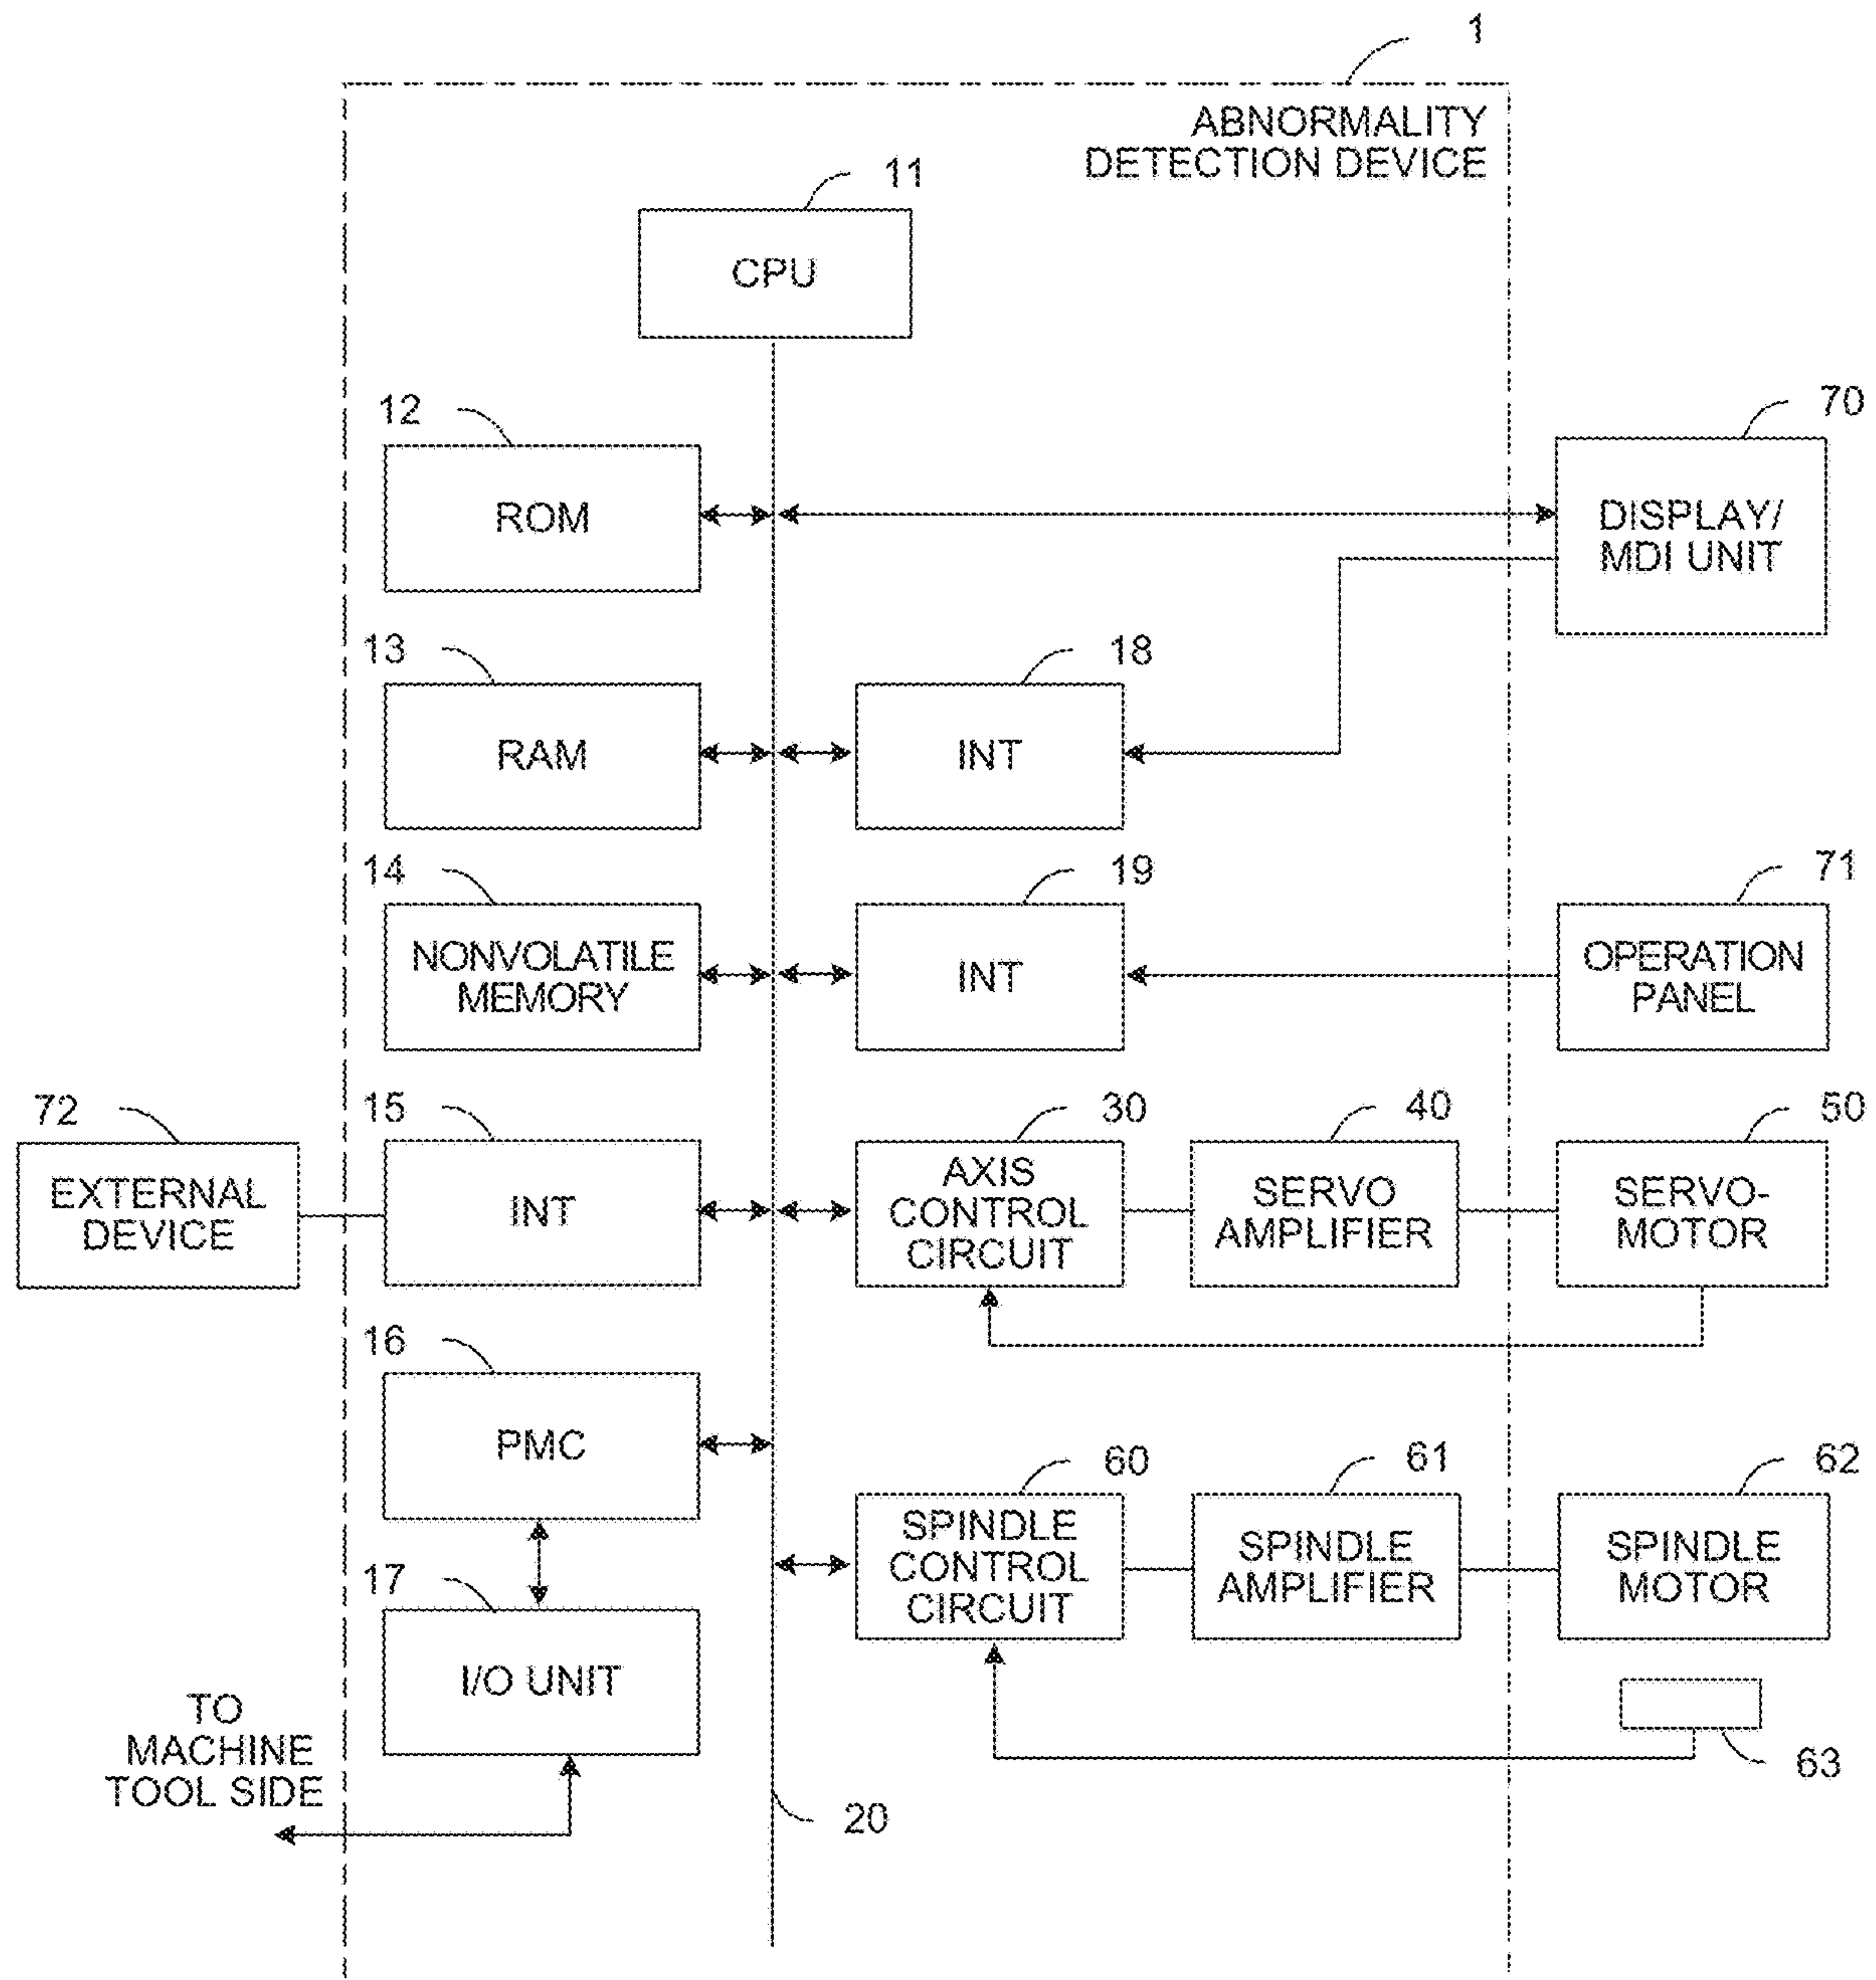 1
ABNORMALITY
DETECTION DEVICE
11
CPU
12
ROM
70
DISPLAY/
MDI UNIT
13
RAM
18
INT
14
NONVOLATILE
MEMORY
19
INT
71
OPERATION
PANEL
72
EXTERNAL
DEVICE
15
INT
30
AXIS
CONTROL
CIRCUIT
40
SERVO
AMPLIFIER
50
SERVO-
MOTOR
16
PMC
60
SPINDLE
CONTROL
CIRCUIT
61
SPINDLE
AMPLIFIER
62
SPINDLE
MOTOR
17
I/O UNIT
63
TO
MACHINE
TOOL SIDE
20